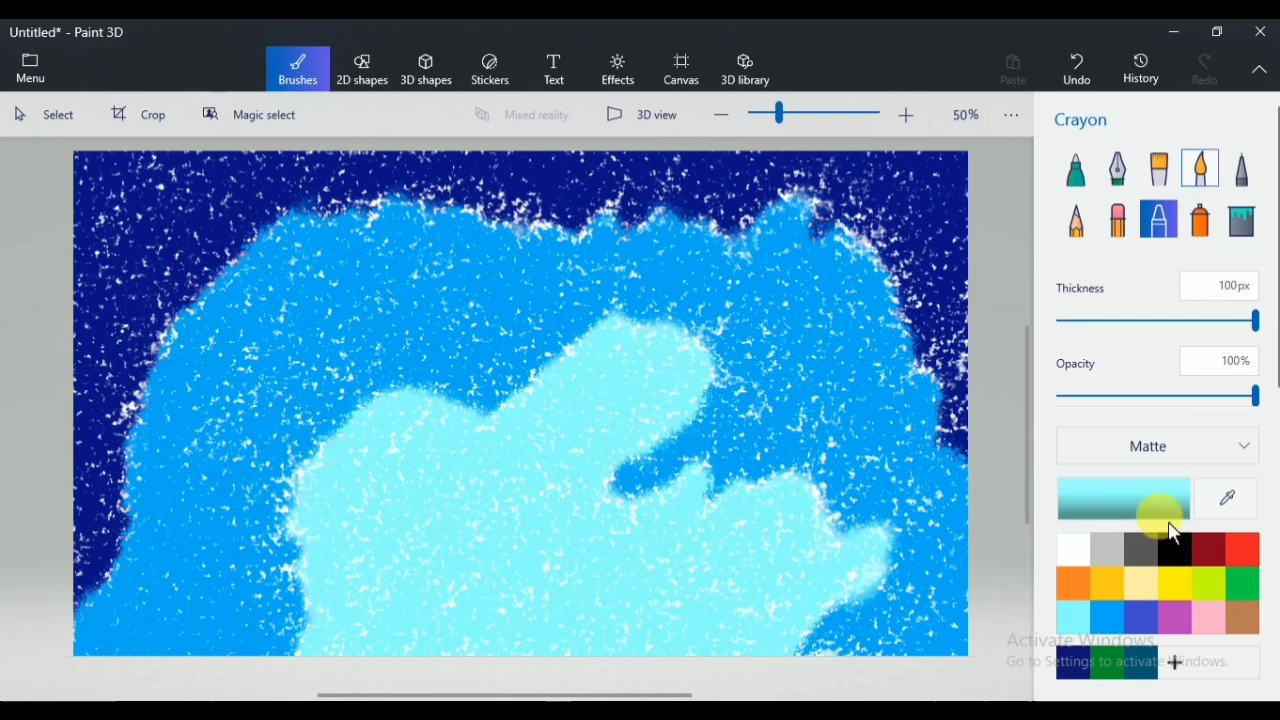 Untitled* - Paint 3D
Menu
Brushes 2D shapes 3D shapes Stickers Text Effects Canvas 3D library Paste Undo History Redo
Select Crop Magic select Mixed reality 3D view 50%
Crayon
Thickness 100px
Opacity 100%
Matte
Activate Windows
Go to Settings to activate Windows.